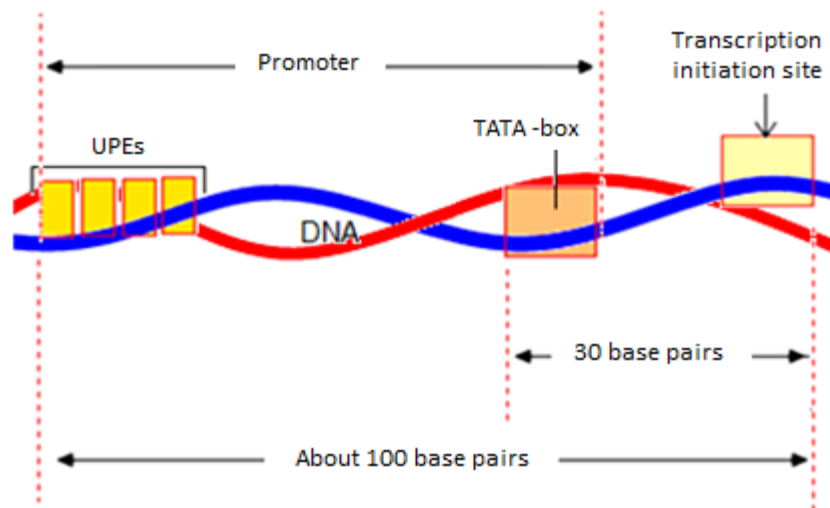 Transcription
initiation site
Promoter
TATA -box
UPEs
DNA
30 base pairs
About 100 base pairs